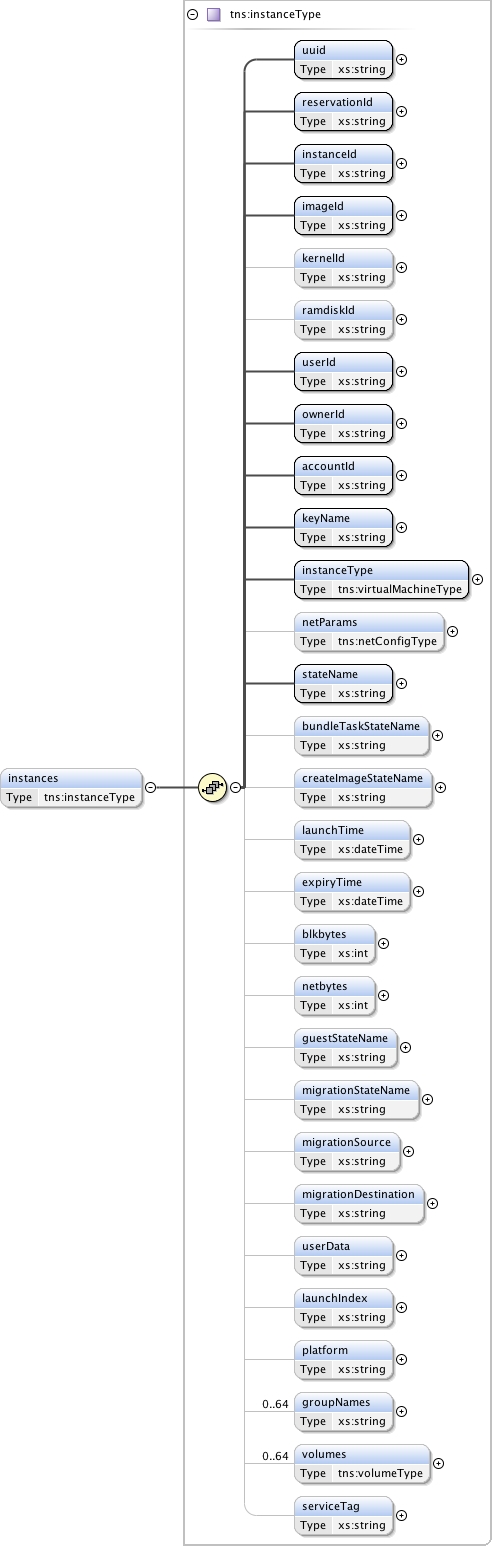 tns:instanceType
uuid
Type xs:string
reservationId
Type xs:string
instanceId
Type xs:string
imageId
Type xs:string
kernelId
Type xs:string
ramdiskId
Type xs:string
userId
Type xs:string
ownerId
Type xs:string
accountId
Type xs:string
keyName
Type xs:string
instanceType
Type tns:virtualMachineType
netParams
Type tns:netConfigType
stateName
Type xs:string
bundleTaskStateName
Type xs:string
instances
Type tns:instanceType
createImageStateName
Type xs:string
launchTime
Type xs:dateTime
expiryTime
Type xs:dateTime
blkbytes
Type xs:int
netbytes
Type xs:int
guestStateName
Type xs:string
migrationStateName
Type xs:string
migrationSource
Type xs:string
migrationDestination
Type xs:string
userData
Type xs:string
launchIndex
Type xs:string
platform
Type xs:string
0..64 groupNames
Type xs:string
0..64 volumes
Type tns:volumeType
serviceTag
Type xs:string